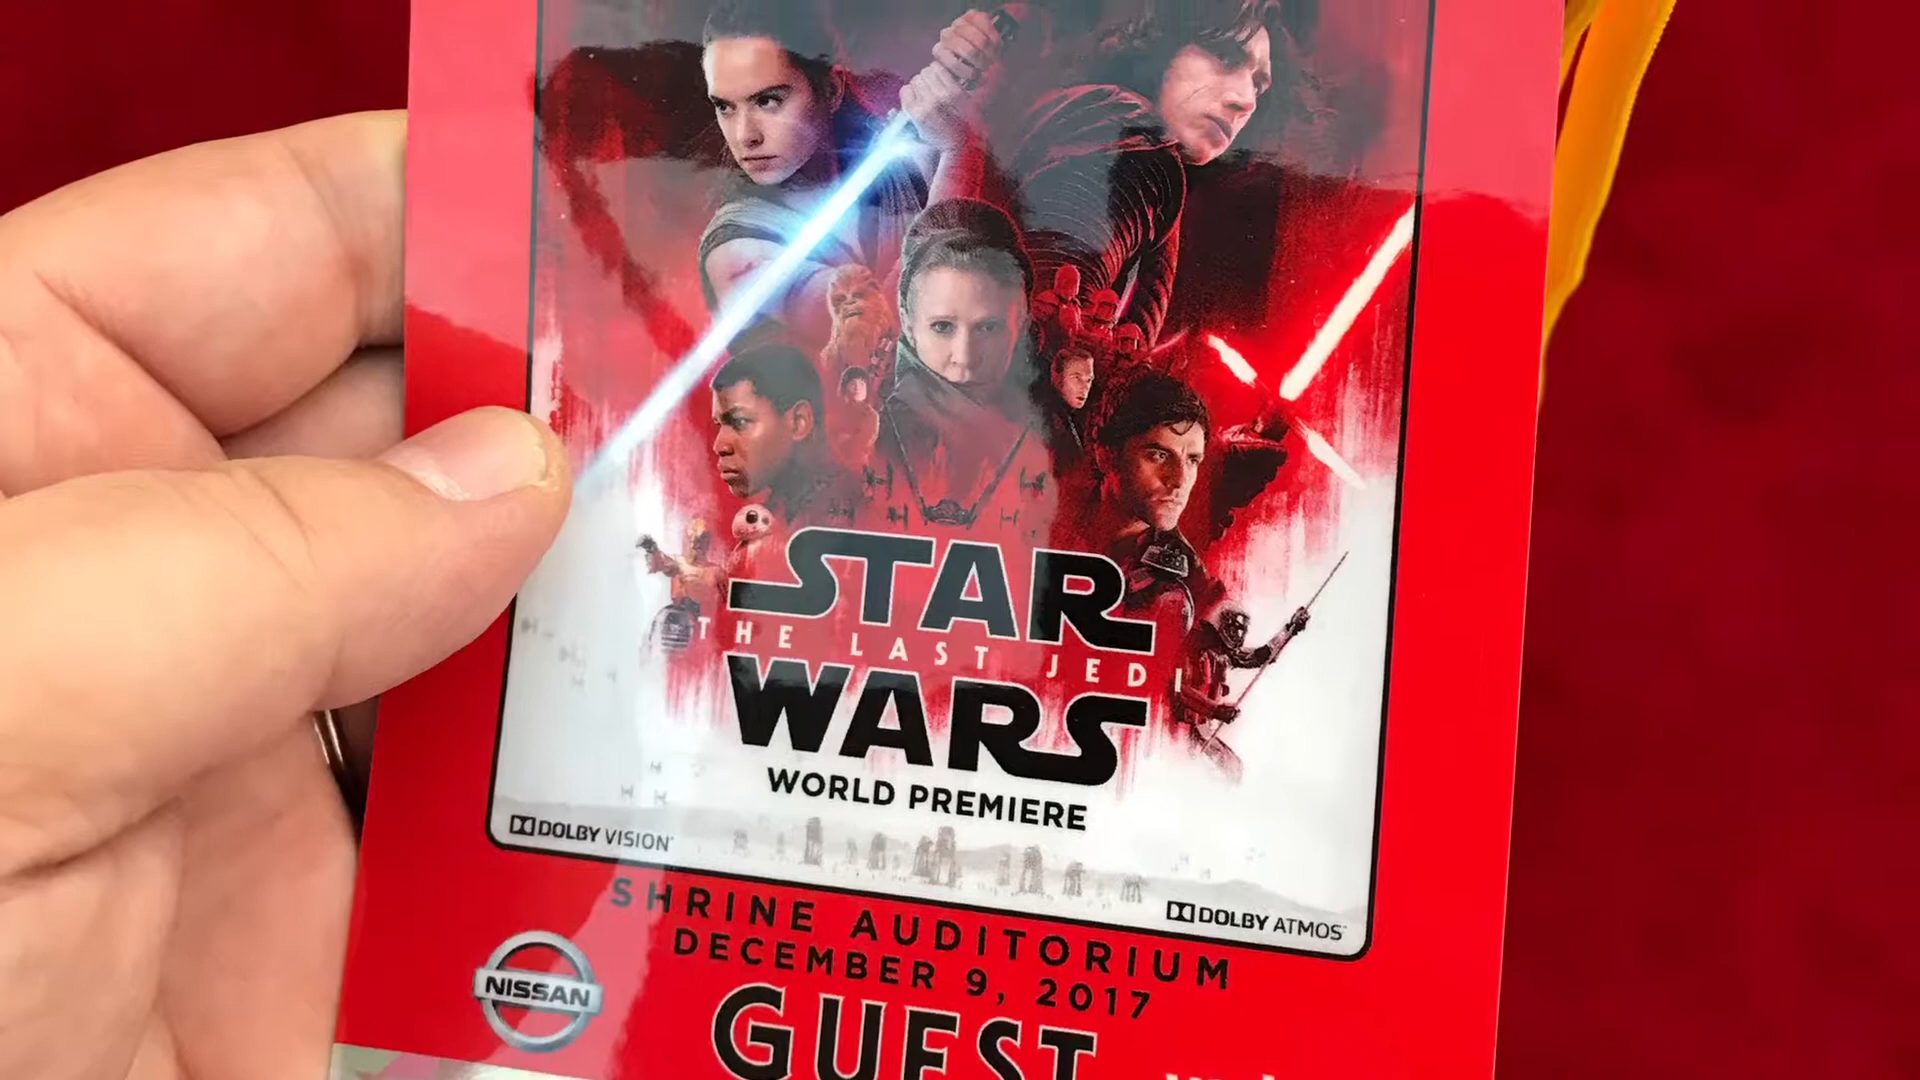 STAR
THE LAST JEDI
WARS
WORLD PREMIERE
DOLBY VISION
DOLBY ATMOS
SHRINE AUDITORIUM
DECEMBER 9, 2017
NISSAN
GUEST